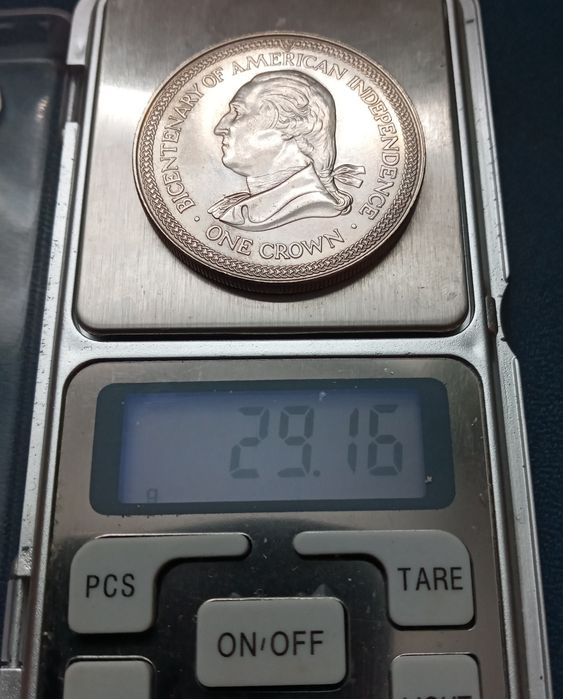 BICENTENARY OF AMERICAN INDEPENDENCE
· ONE CROWN ·
29.16
g
PCS
TARE
ON/OFF